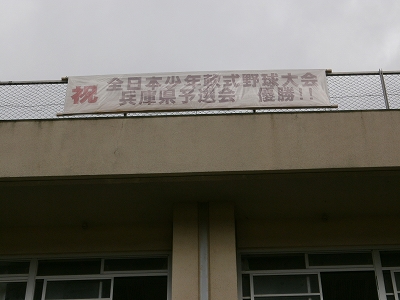 祝 全日本少年軟式野球大会
兵庫県予選会 優勝!!